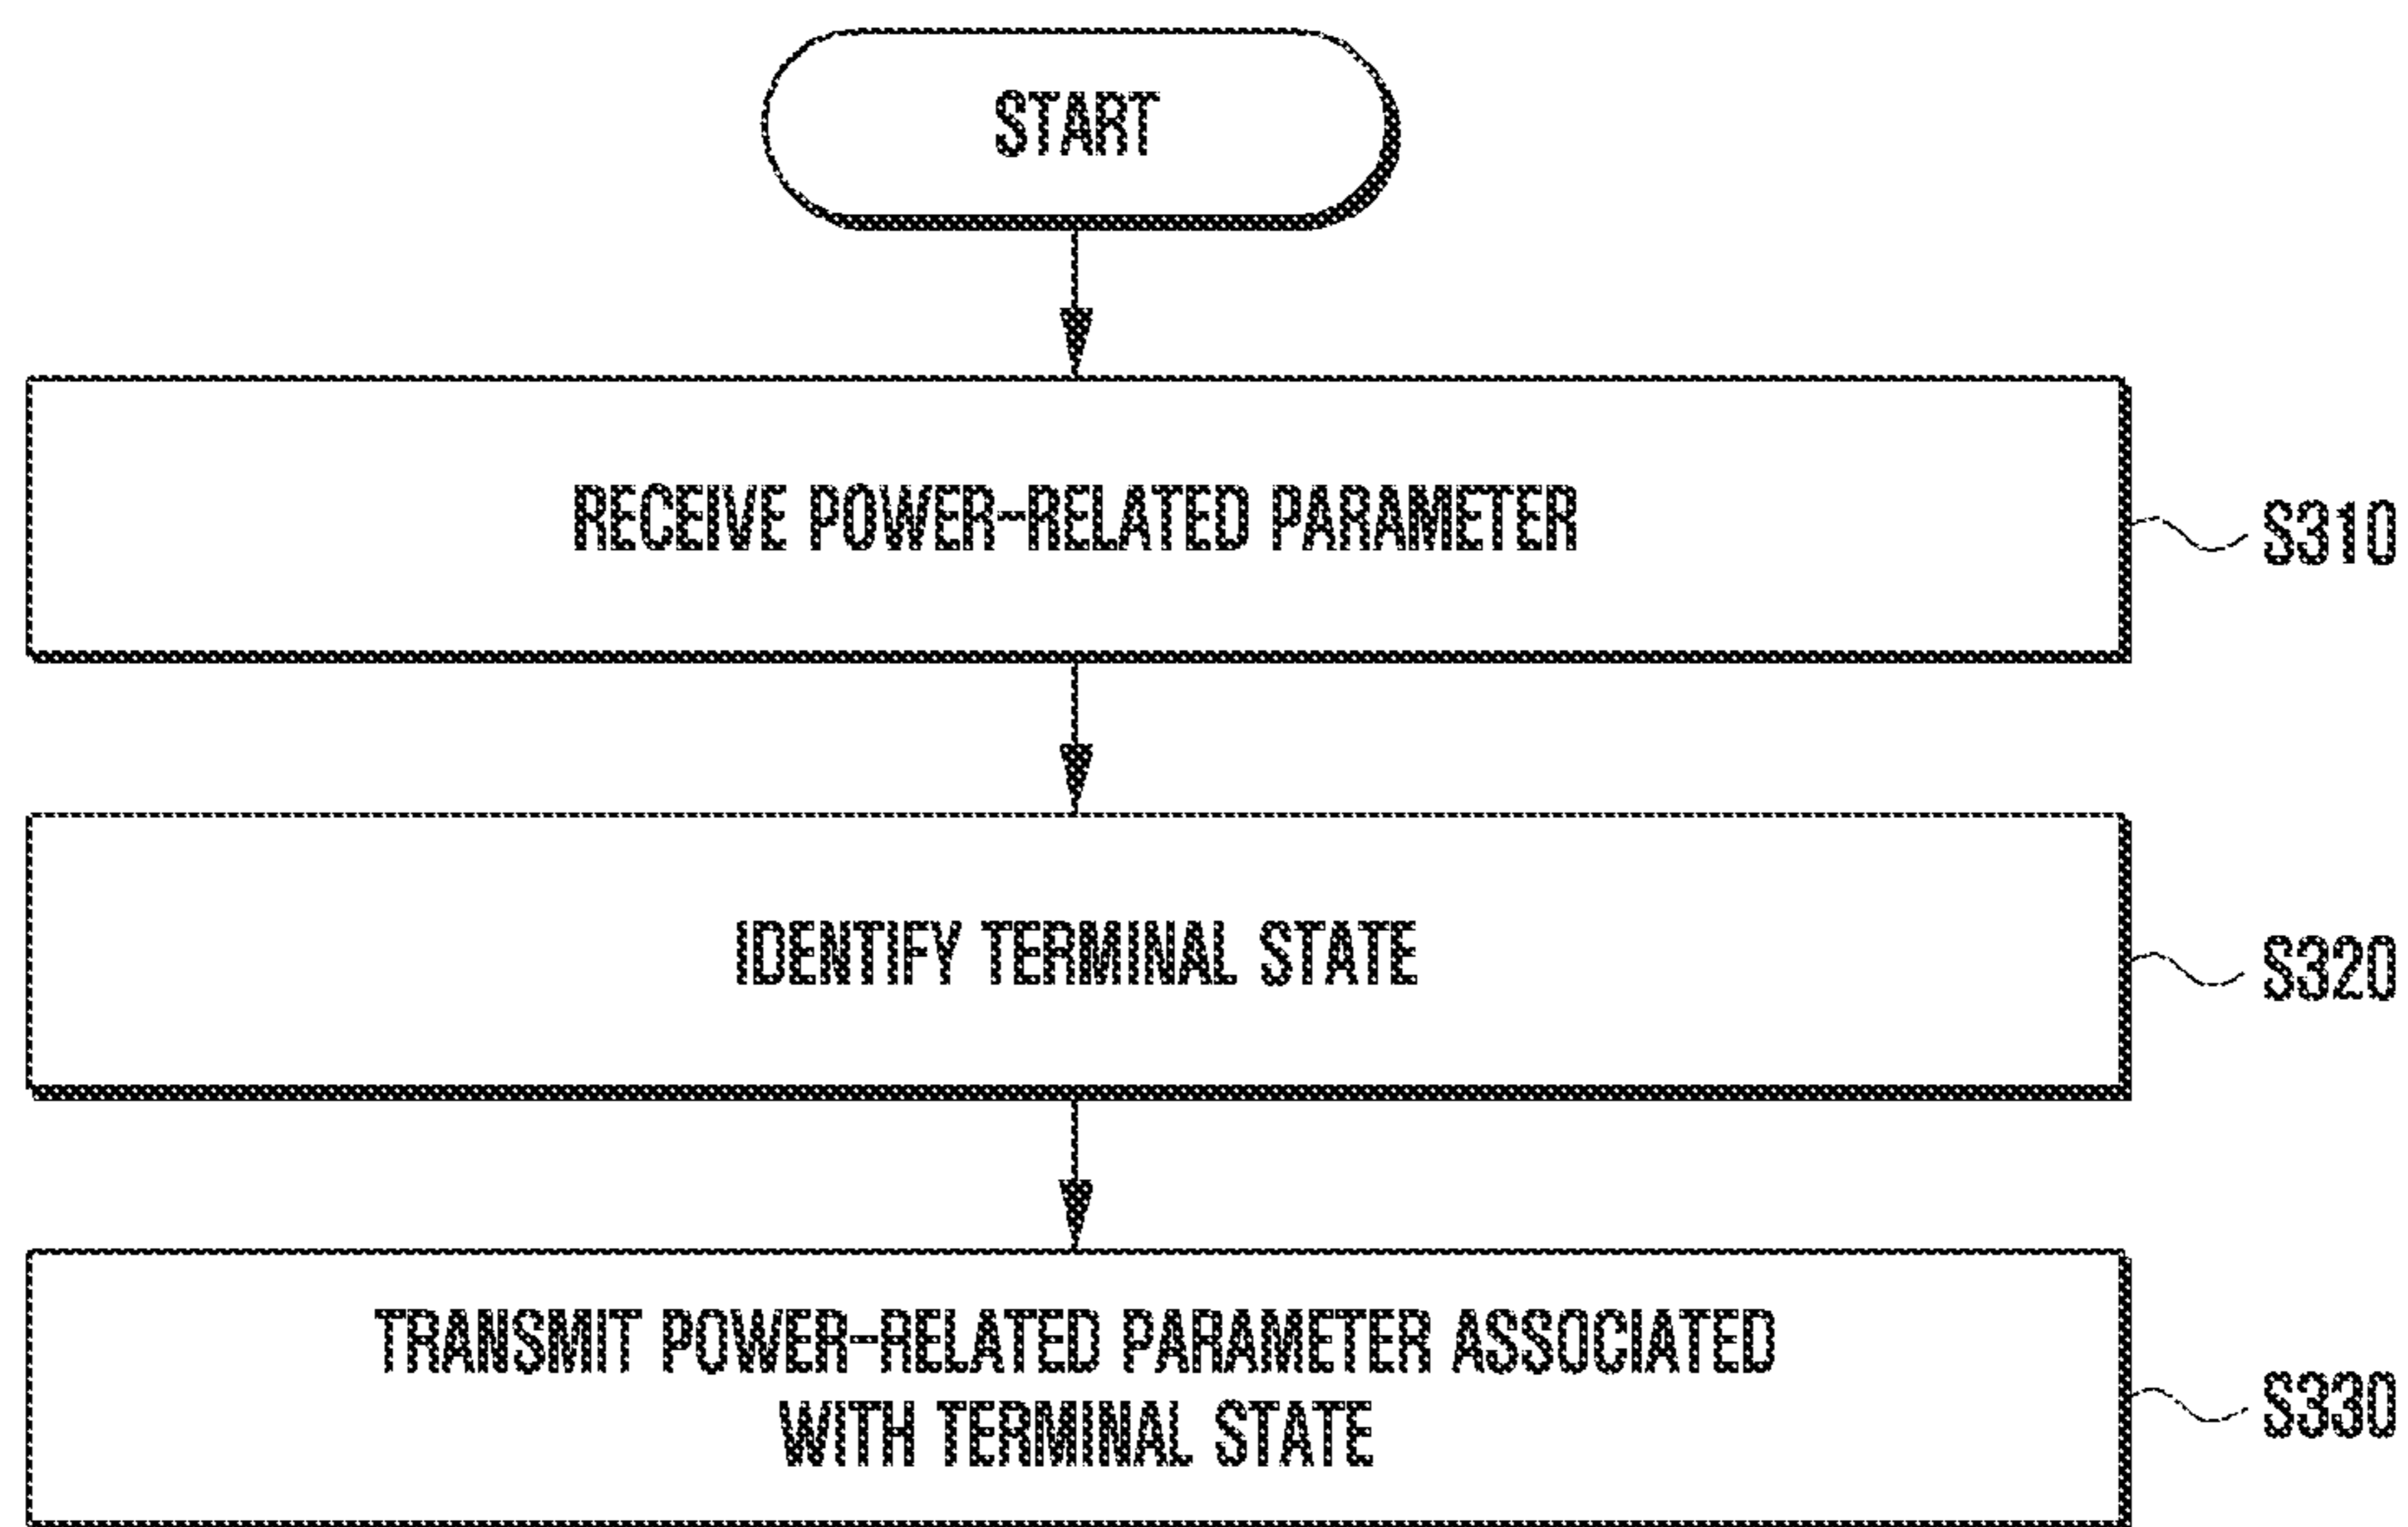 START
RECEIVE POWER-RELATED PARAMETER
S310
IDENTIFY TERMINAL STATE
S320
TRANSMIT POWER-RELATED PARAMETER ASSOCIATED
WITH TERMINAL STATE
S330